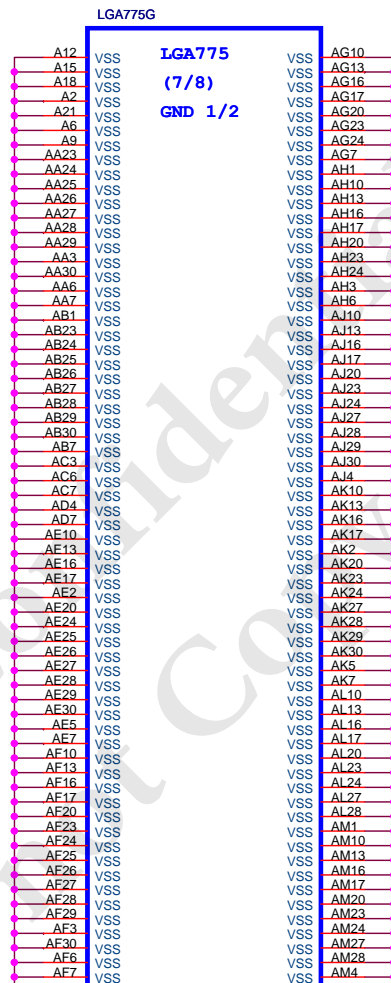 LGA775G
LGA775
(7/8)
GND 1/2
A12 VSS VSS AG10
A15 VSS VSS AG13
A18 VSS VSS AG16
A2 VSS VSS AG17
A21 VSS VSS AG20
A6 VSS VSS AG23
A9 VSS VSS AG24
AA23 VSS VSS AG7
AA24 VSS VSS AH1
AA25 VSS VSS AH10
AA26 VSS VSS AH13
AA27 VSS VSS AH16
AA28 VSS VSS AH17
AA29 VSS VSS AH20
AA3 VSS VSS AH23
AA30 VSS VSS AH24
AA6 VSS VSS AH3
AA7 VSS VSS AH6
AB1 VSS VSS AJ10
AB23 VSS VSS AJ13
AB24 VSS VSS AJ16
AB25 VSS VSS AJ17
AB26 VSS VSS AJ20
AB27 VSS VSS AJ23
AB28 VSS VSS AJ24
AB29 VSS VSS AJ27
AB30 VSS VSS AJ28
AB7 VSS VSS AJ29
AC3 VSS VSS AJ30
AC6 VSS VSS AJ4
AC7 VSS VSS AK10
AD4 VSS VSS AK13
AD7 VSS VSS AK16
AE10 VSS VSS AK17
AE13 VSS VSS AK2
AE16 VSS VSS AK20
AE17 VSS VSS AK23
AE2 VSS VSS AK24
AE20 VSS VSS AK27
AE24 VSS VSS AK28
AE25 VSS VSS AK29
AE26 VSS VSS AK30
AE27 VSS VSS AK5
AE28 VSS VSS AK7
AE29 VSS VSS AL10
AE30 VSS VSS AL13
AE5 VSS VSS AL16
AE7 VSS VSS AL17
AF10 VSS VSS AL20
AF13 VSS VSS AL23
AF16 VSS VSS AL24
AF17 VSS VSS AL27
AF20 VSS VSS AL28
AF23 VSS VSS AM1
AF24 VSS VSS AM10
AF25 VSS VSS AM13
AF26 VSS VSS AM16
AF27 VSS VSS AM17
AF28 VSS VSS AM20
AF29 VSS VSS AM23
AF3 VSS VSS AM24
AF30 VSS VSS AM27
AF6 VSS VSS AM28
AF7 VSS VSS AM4